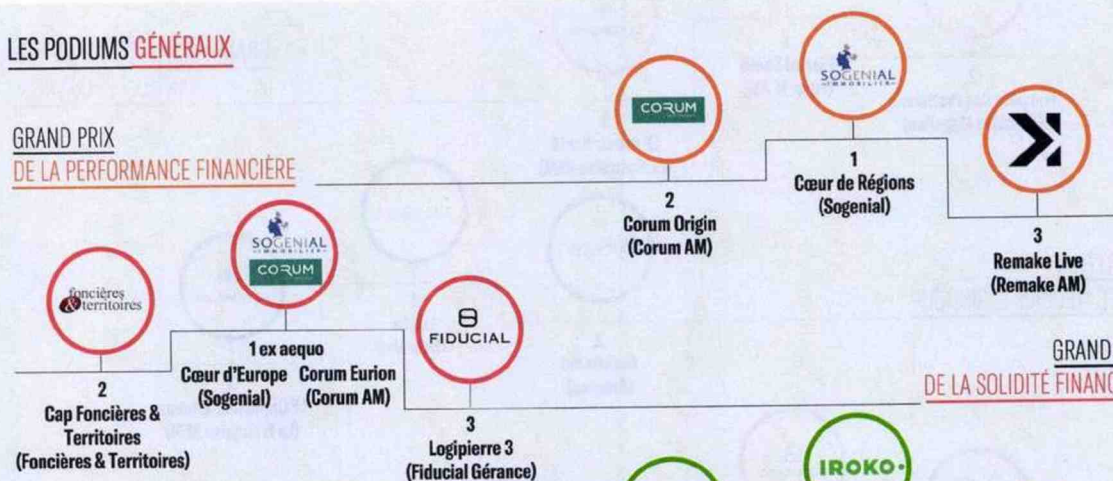 LES PODIUMS GÉNÉRAUX
GRAND PRIX
DE LA PERFORMANCE FINANCIÈRE
CORUM
2
Corum Origin
(Corum AM)
SOGENIAL
IMMOBILIER
1
Cœur de Régions
(Sogenial)
3
Remake Live
(Remake AM)
foncières
&territoires
2
Cap Foncières &
Territoires
(Foncières & Territoires)
SOGENIAL
IMMOBILIER
CORUM
1 ex aequo
Cœur d'Europe
(Sogenial)
Corum Eurion
(Corum AM)
FIDUCIAL
3
Logipierre 3
(Fiducial Gérance)
GRAND
DE LA SOLIDITÉ FINANC
IROKO